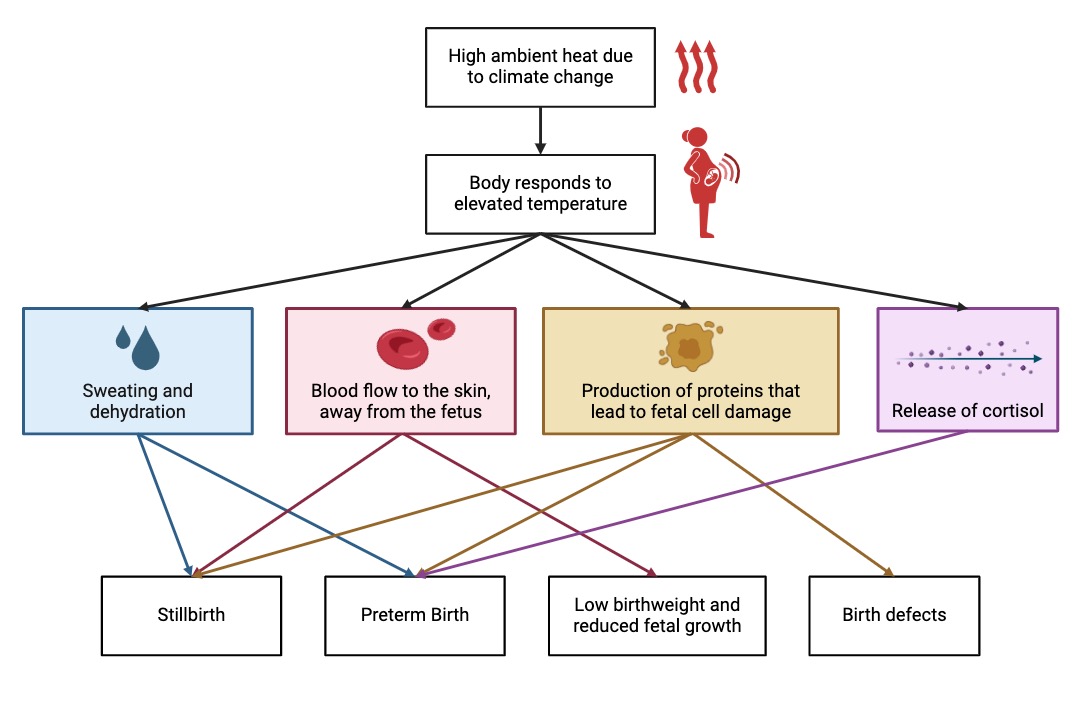 High ambient heat due
to climate change
Body responds to
elevated temperature
Sweating and
dehydration
Blood flow to the skin,
away from the fetus
Production of proteins that
lead to fetal cell damage
Release of cortisol
Stillbirth
Preterm Birth
Low birthweight and
reduced fetal growth
Birth defects